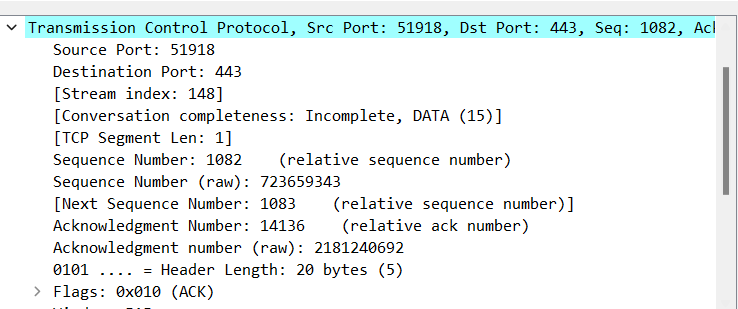 Transmission Control Protocol, Src Port: 51918, Dst Port: 443, Seq: 1082,
Source Port: 51918
Destination Port: 443
[Stream index: 148]
[Conversation completeness: Incomplete, DATA (15)]
[TCP Segment Len: 1]
Sequence Number: 1082    (relative sequence number)
Sequence Number (raw): 723659343
[Next Sequence Number: 1083    (relative sequence number)]
Acknowledgment Number: 14136    (relative ack number)
Acknowledgment number (raw): 2181240692
0101 .... = Header Length: 20 bytes (5)
Flags: 0x010 (ACK)